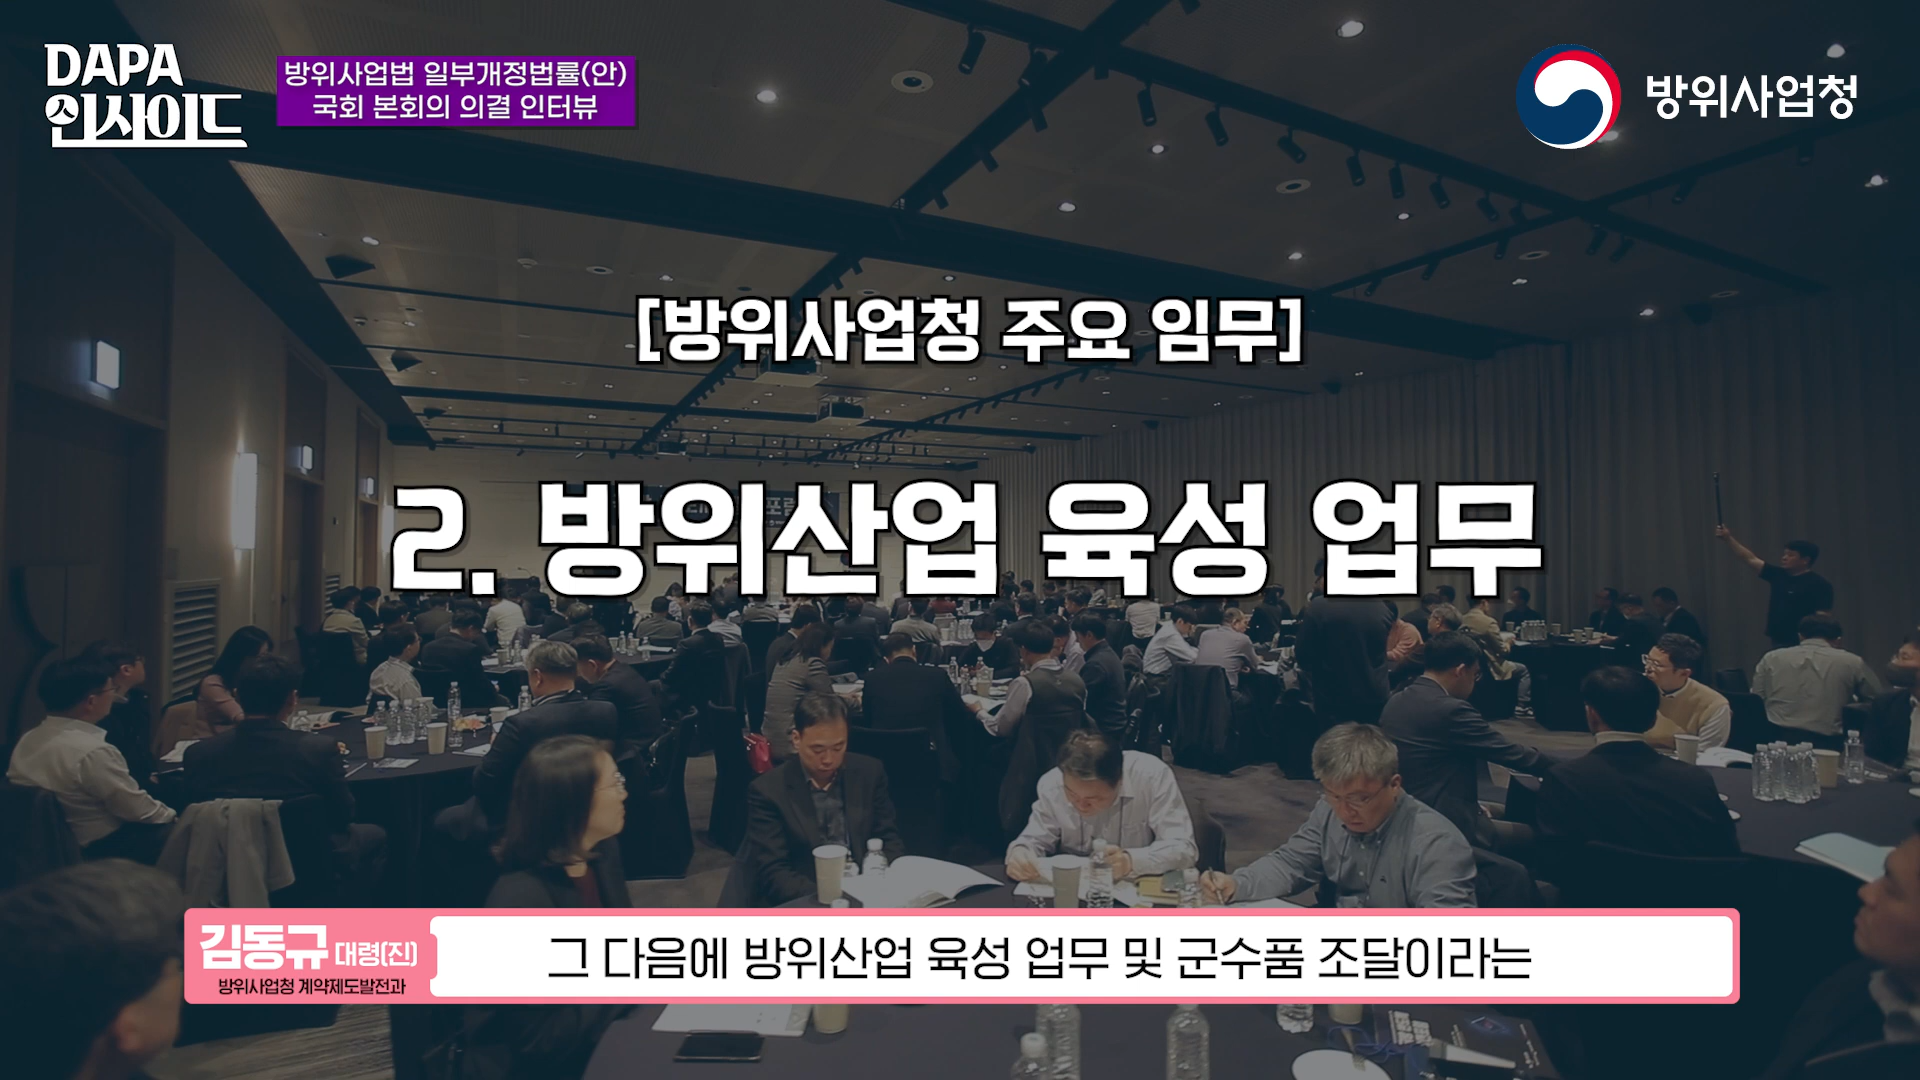 DAPA
인사이드
방위사업법 일부개정법률(안)
국회 본회의 의결 인터뷰
방위사업청
[방위사업청 주요 임무]
2. 방위산업 육성 업무
김동규 대령(진)
방위사업청 계약제도발전과
그 다음에 방위산업 육성 업무 및 군수품 조달이라는